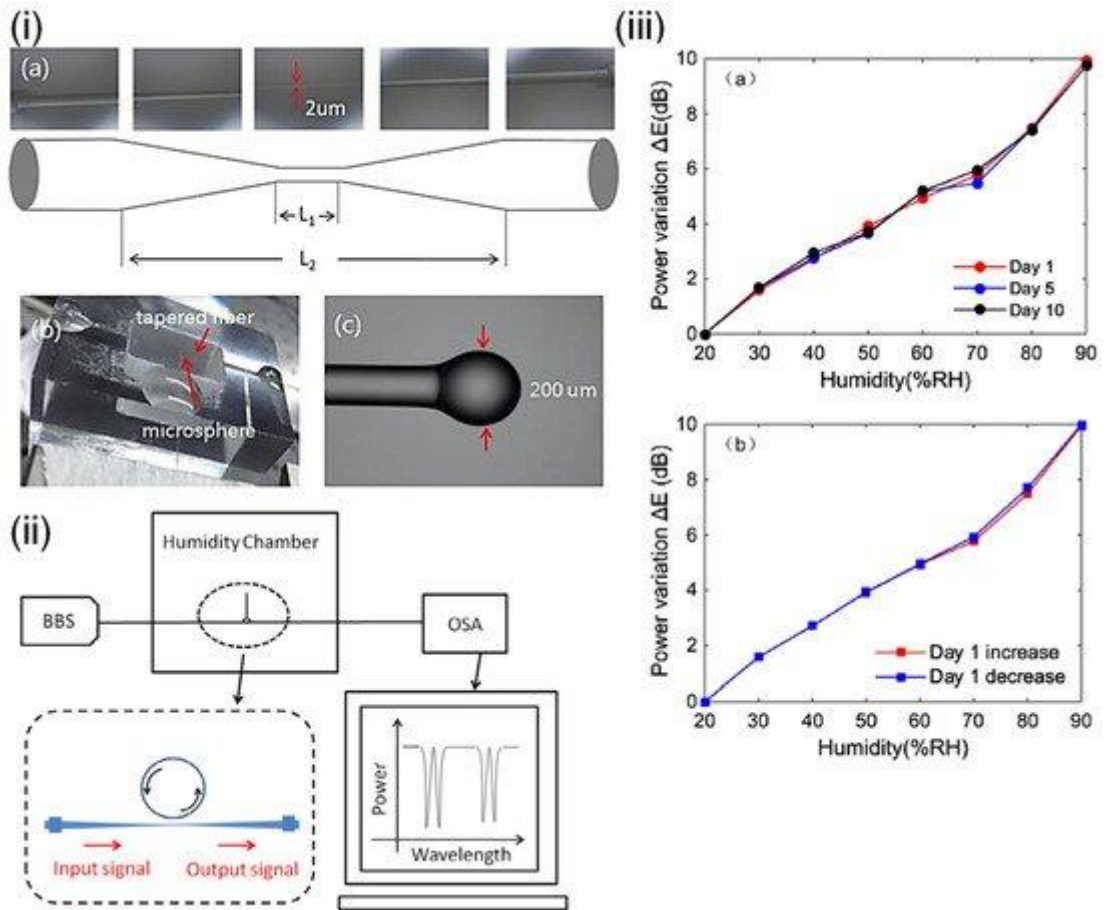 (i)
(a)
2um
L₁
L₂
(b)
tapered fiber
microsphere
(c)
200 um
(ii)
Humidity Chamber
BBS
OSA
Input signal
Output signal
Power
Wavelength
(iii)
(a)
Power variation ΔE(dB)
10
8
6
4
2
0
Day 1
Day 5
Day 10
20 30 40 50 60 70 80 90
Humidity(%RH)
(b)
Power variation ΔE (dB)
10
8
6
4
2
0
Day 1 increase
Day 1 decrease
20 30 40 50 60 70 80 90
Humidity(%RH)